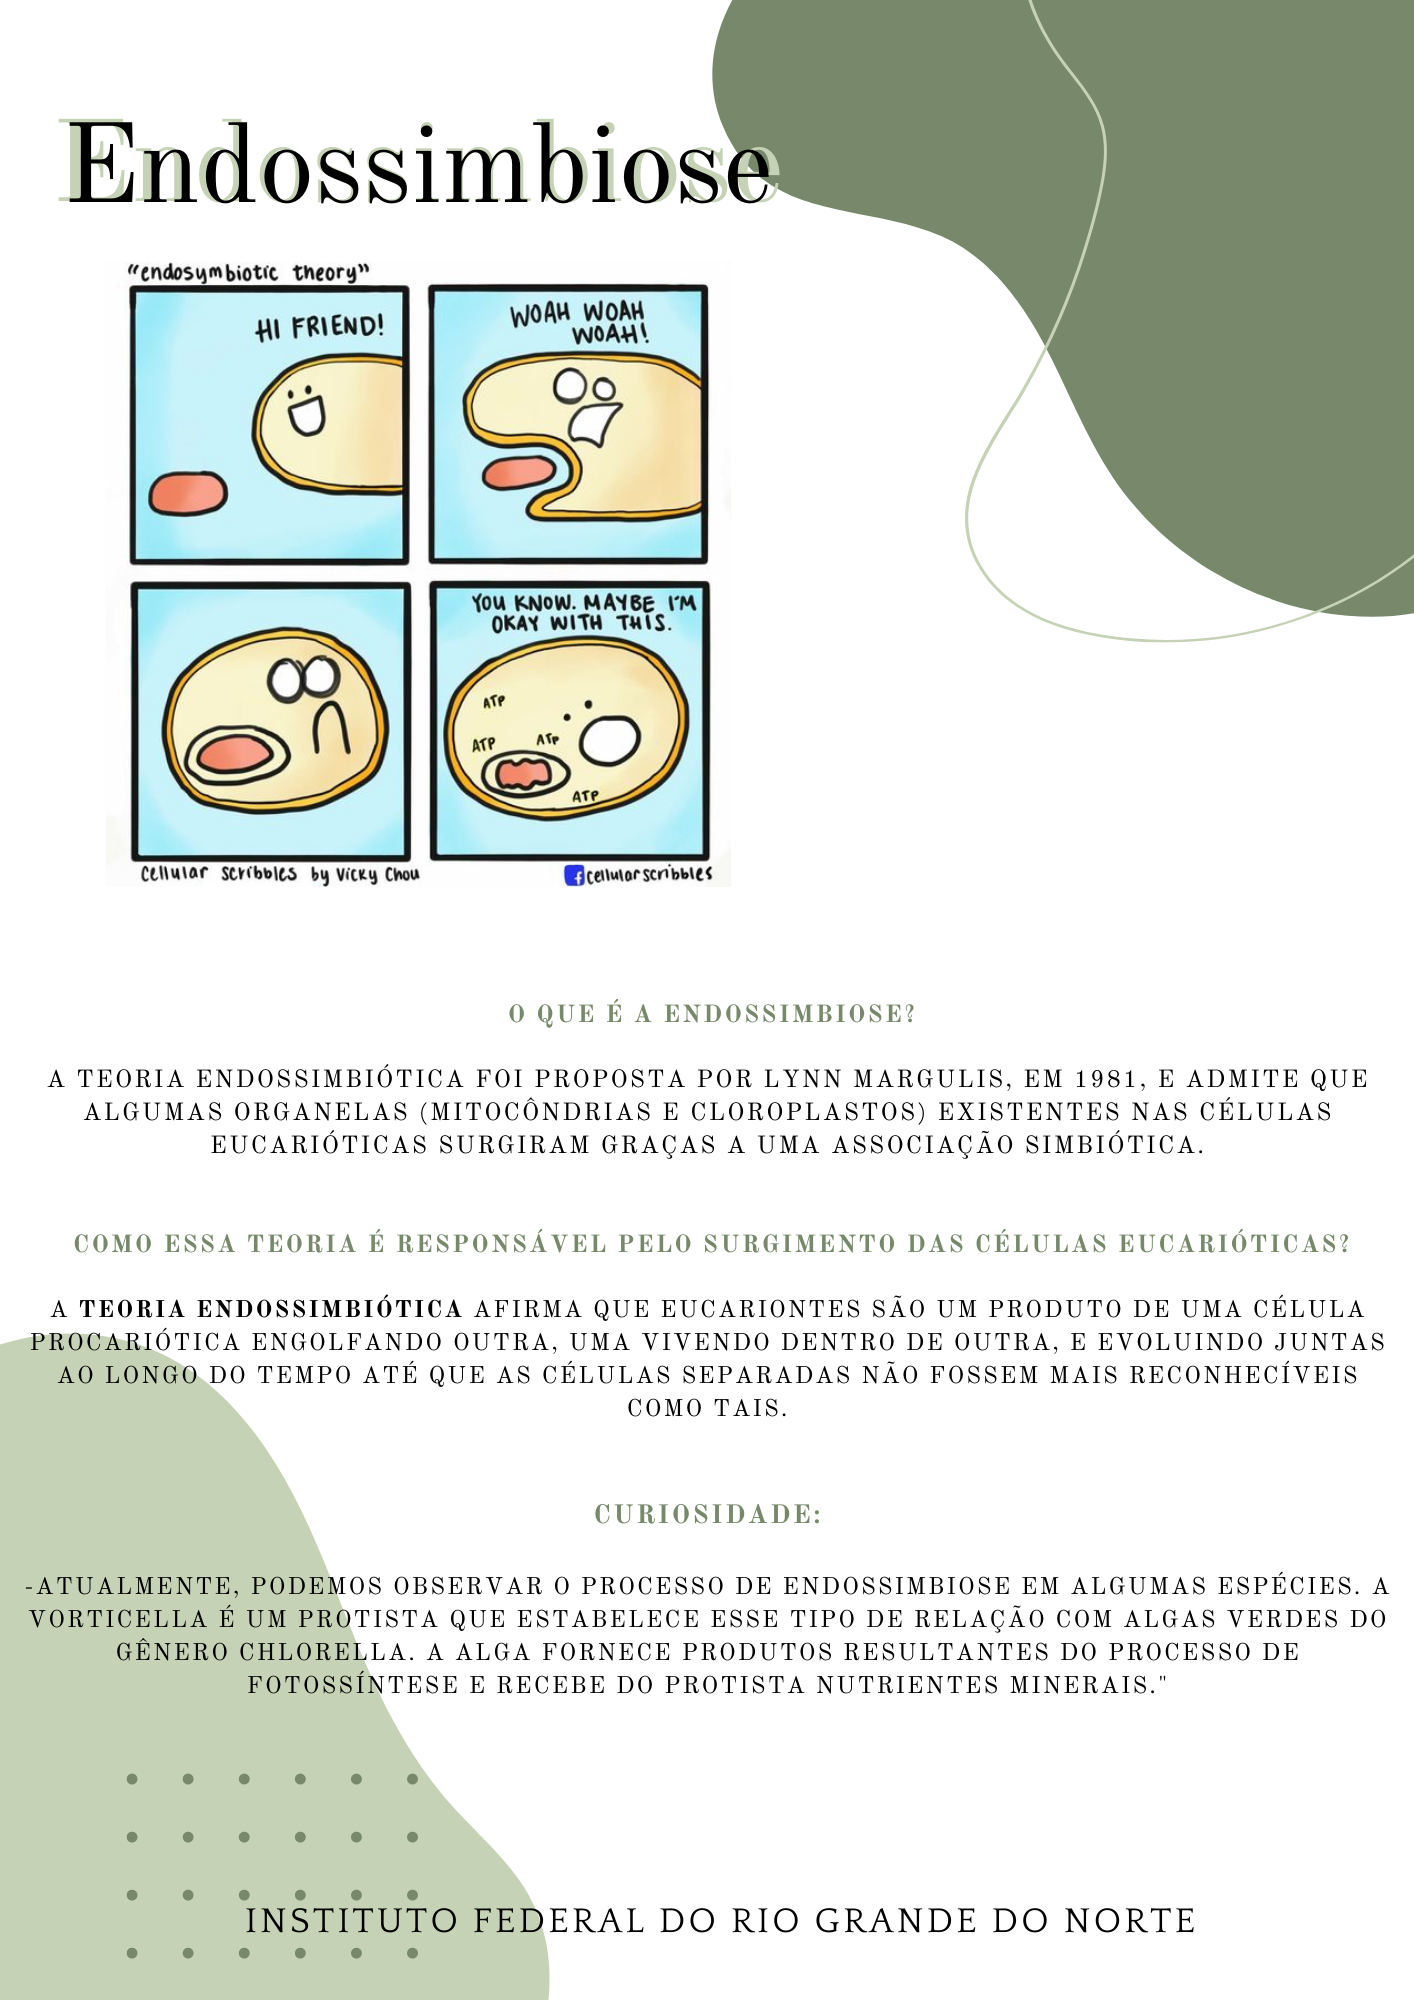 Endossimbiose
"endosymbiotic theory"
HI FRIEND!
WOAH WOAH
WOAH!
YOU KNOW. MAYBE I'M
OKAY WITH THIS.
ATP
ATP
ATP
ATP
cellular scribbles by Vicky Chou
f cellularscribbles
O QUE É A ENDOSSIMBIOSE?
A TEORIA ENDOSSIMBIÓTICA FOI PROPOSTA POR LYNN MARGULIS, EM 1981, E ADMITE QUE
ALGUMAS ORGANELAS (MITOCÔNDRIAS E CLOROPLASTOS) EXISTENTES NAS CÉLULAS
EUCARIÓTICAS SURGIRAM GRAÇAS A UMA ASSOCIAÇÃO SIMBIÓTICA.
COMO ESSA TEORIA É RESPONSÁVEL PELO SURGIMENTO DAS CÉLULAS EUCARIÓTICAS?
A TEORIA ENDOSSIMBIÓTICA AFIRMA QUE EUCARIONTES SÃO UM PRODUTO DE UMA CÉLULA
PROCARIÓTICA ENGOLFANDO OUTRA, UMA VIVENDO DENTRO DE OUTRA, E EVOLUINDO JUNTAS
AO LONGO DO TEMPO ATÉ QUE AS CÉLULAS SEPARADAS NÃO FOSSEM MAIS RECONHECÍVEIS
COMO TAIS.
CURIOSIDADE:
-ATUALMENTE, PODEMOS OBSERVAR O PROCESSO DE ENDOSSIMBIOSE EM ALGUMAS ESPÉCIES. A
VORTICELLA É UM PROTISTA QUE ESTABELECE ESSE TIPO DE RELAÇÃO COM ALGAS VERDES DO
GÊNERO CHLORELLA. A ALGA FORNECE PRODUTOS RESULTANTES DO PROCESSO DE
FOTOSSÍNTESE E RECEBE DO PROTISTA NUTRIENTES MINERAIS."
INSTITUTO FEDERAL DO RIO GRANDE DO NORTE